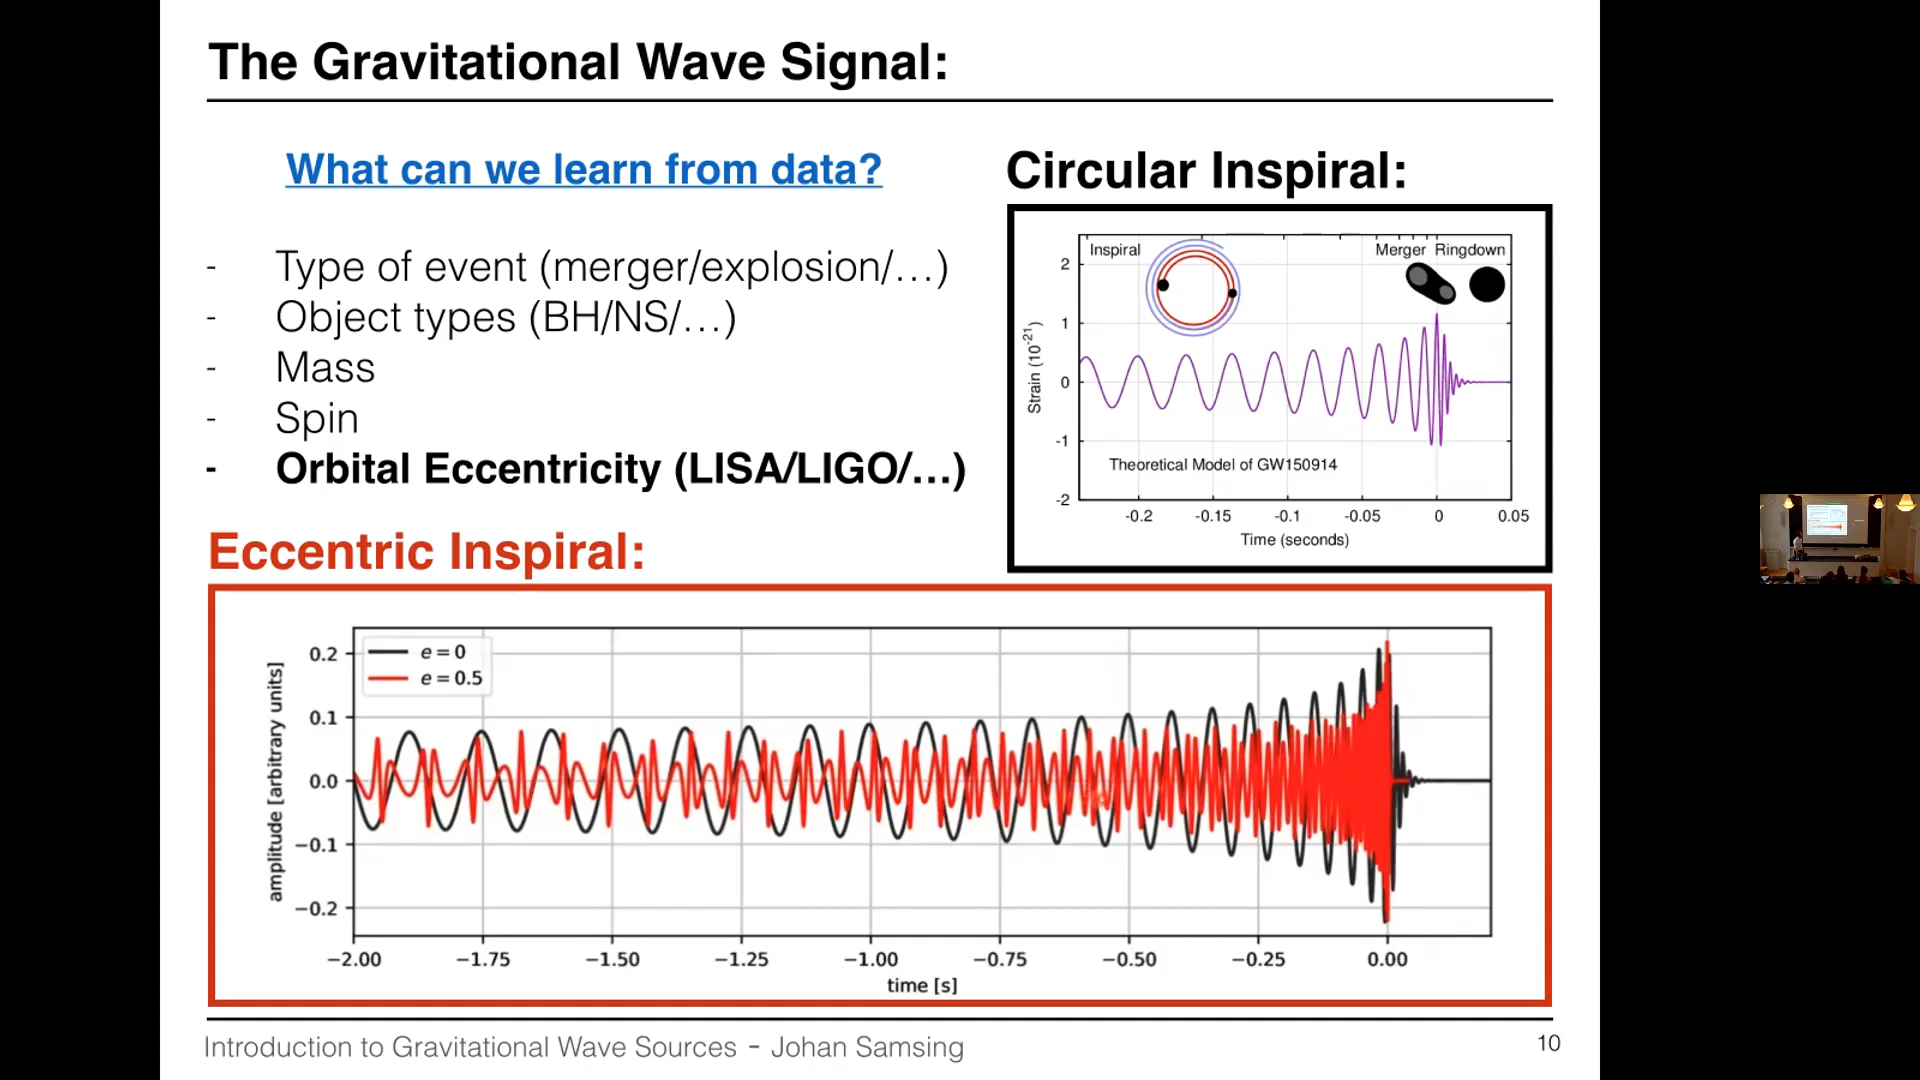 The Gravitational Wave Signal:
What can we learn from data?
- Type of event (merger/explosion/…)
- Object types (BH/NS/…)
- Mass
- Spin
- Orbital Eccentricity (LISA/LIGO/…)
Circular Inspiral:
Inspiral
Merger Ringdown
2
1
0
-1
-2
Strain (10^-21)
Theoretical Model of GW150914
-0.2 -0.15 -0.1 -0.05 0 0.05
Time (seconds)
Eccentric Inspiral:
e = 0
e = 0.5
0.2
0.1
0.0
−0.1
−0.2
amplitude [arbitrary units]
−2.00 −1.75 −1.50 −1.25 −1.00 −0.75 −0.50 −0.25 0.00
time [s]
Introduction to Gravitational Wave Sources - Johan Samsing
10